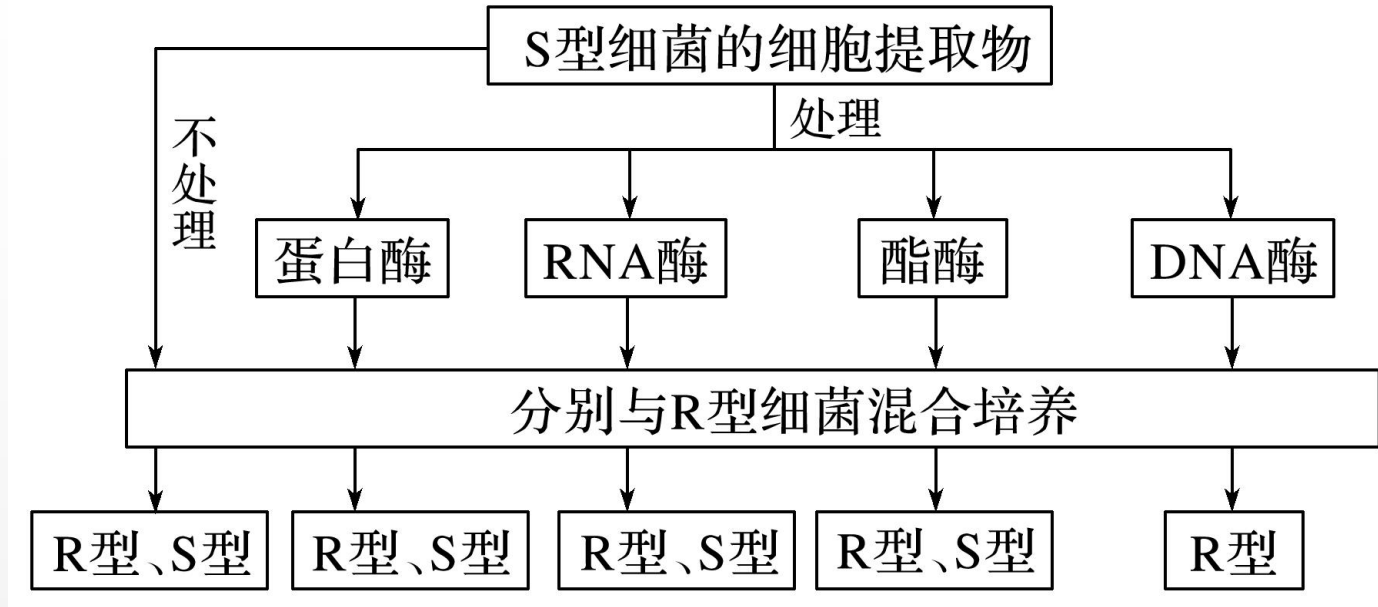 S型细菌的细胞提取物
不处理
处理
蛋白酶
RNA酶
酯酶
DNA酶
分别与R型细菌混合培养
R型、S型
R型、S型
R型、S型
R型、S型
R型